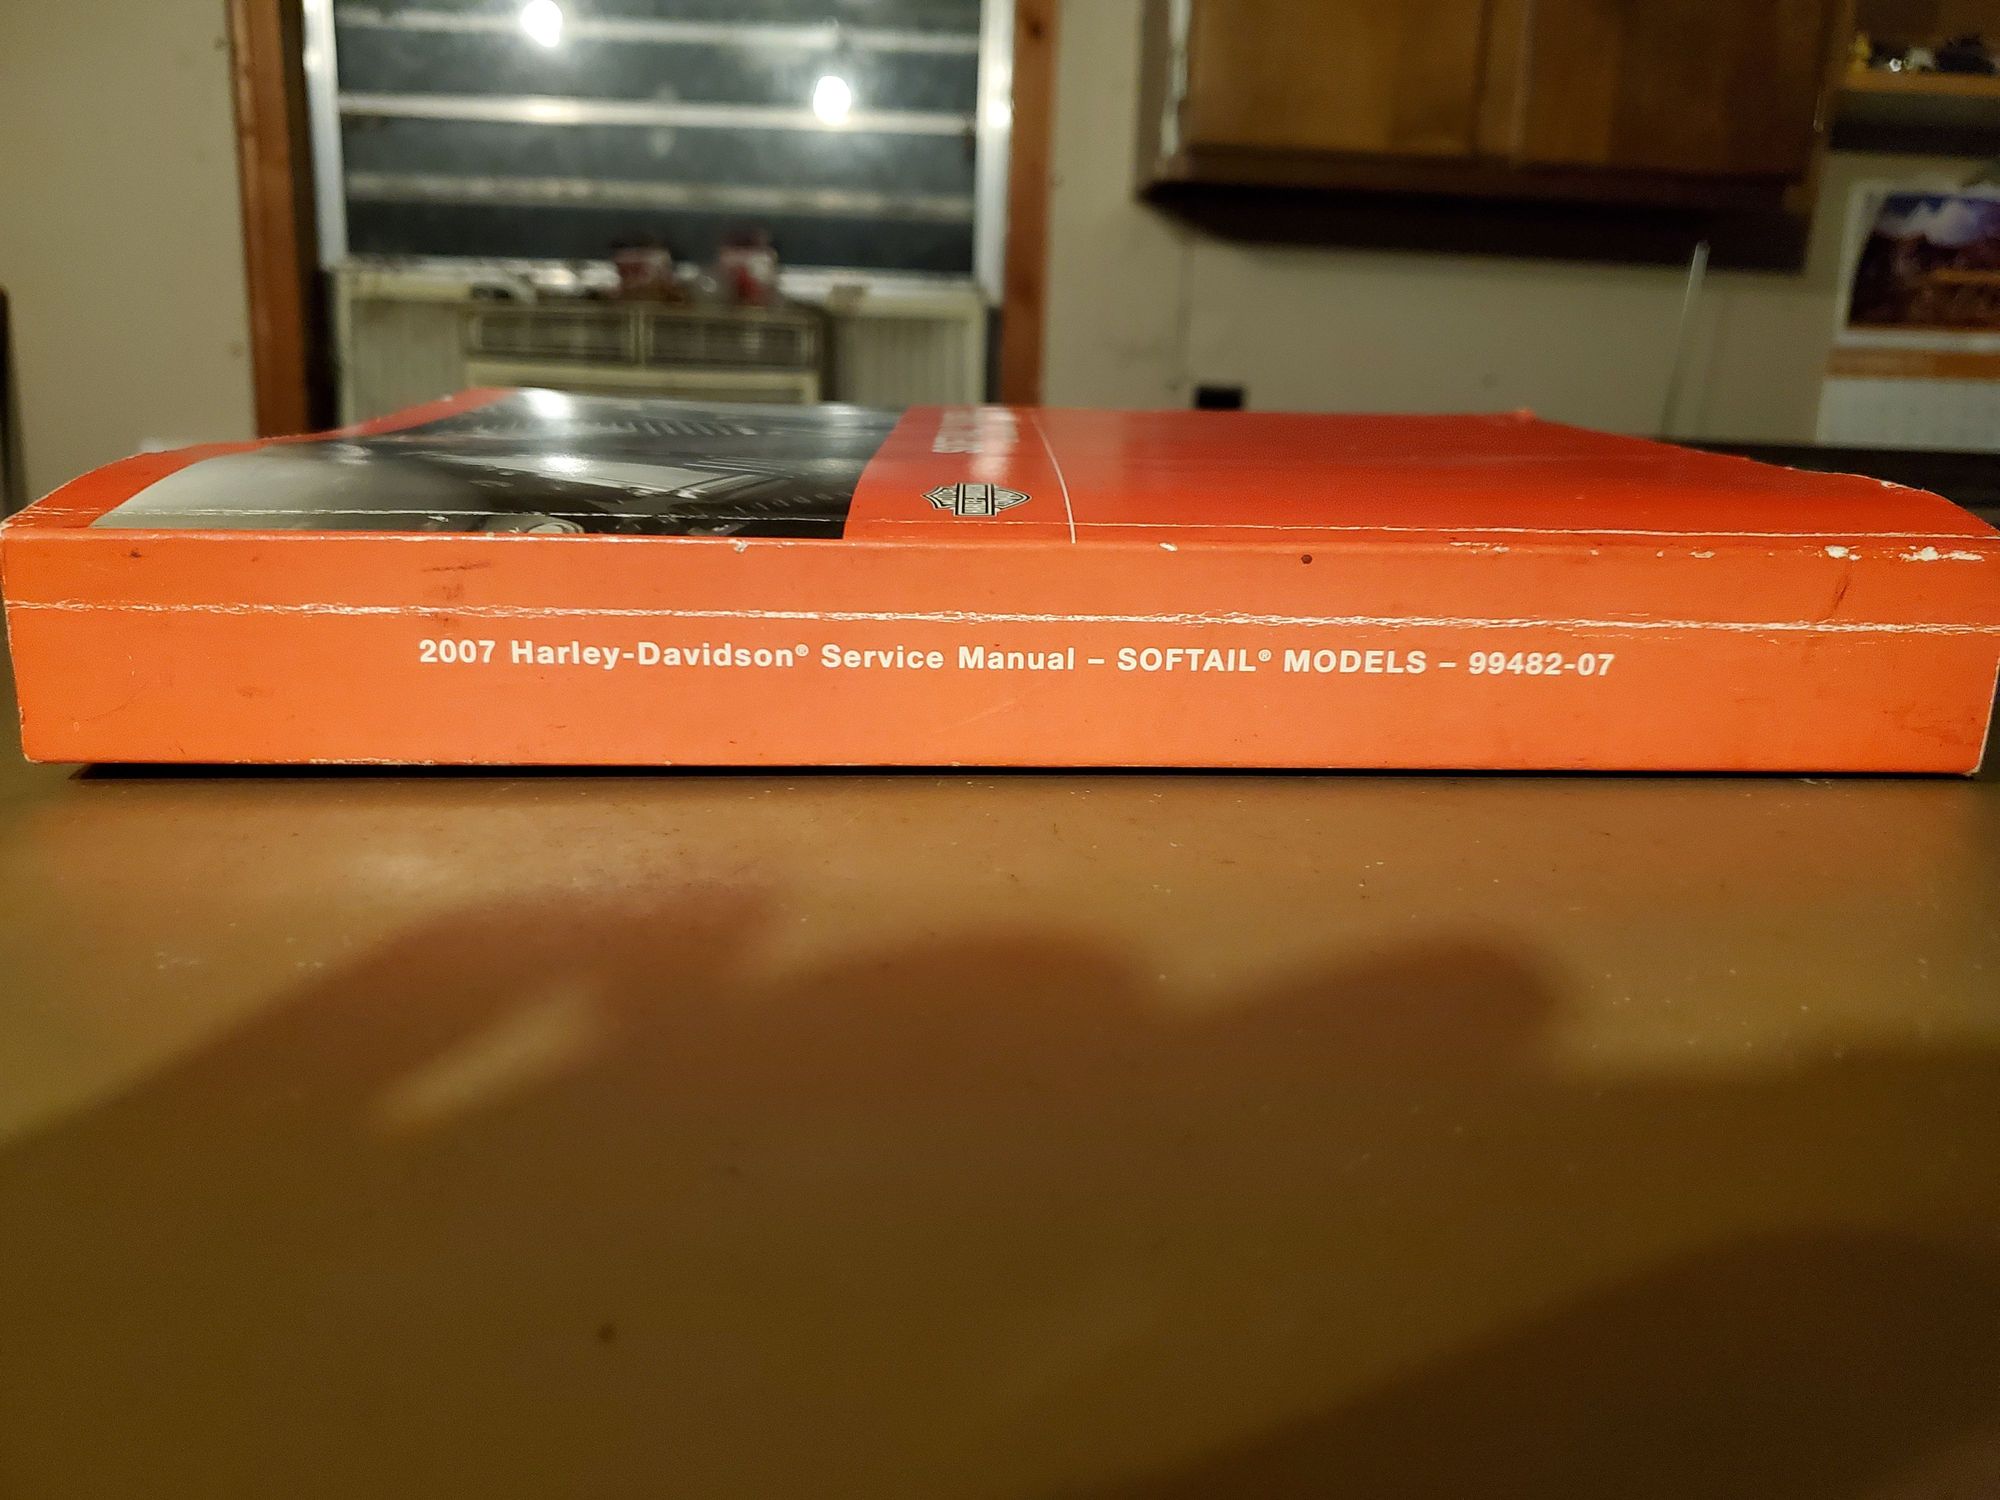 2007 Harley-Davidson® Service Manual – SOFTAIL® MODELS – 99482-07